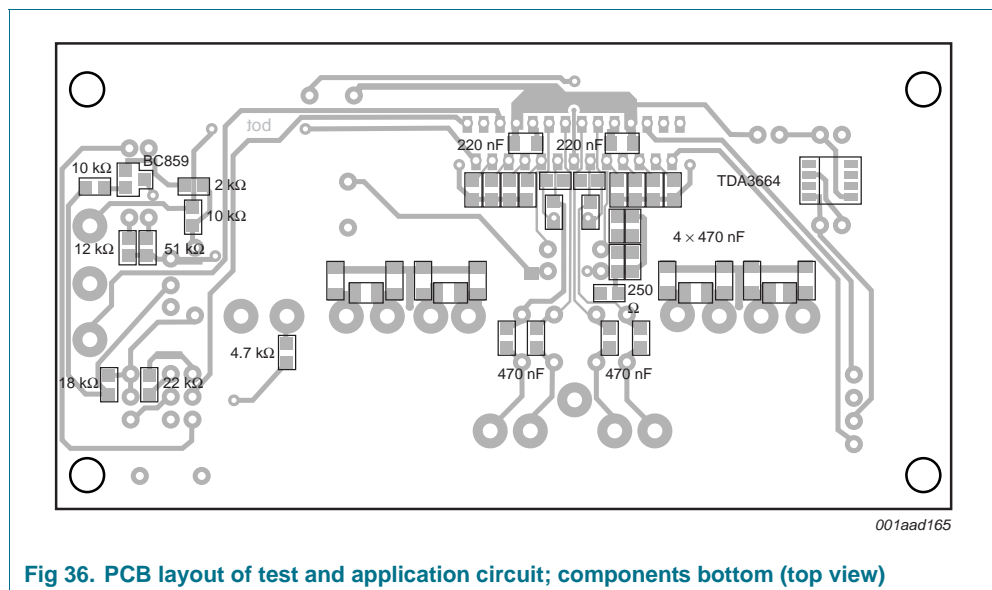 bot
220 nF
220 nF
10 kΩ
BC859
2 kΩ
TDA3664
10 kΩ
12 kΩ
51 kΩ
4 × 470 nF
250
Ω
4.7 kΩ
18 kΩ
22 kΩ
470 nF
470 nF
001aad165
Fig 36. PCB layout of test and application circuit; components bottom (top view)